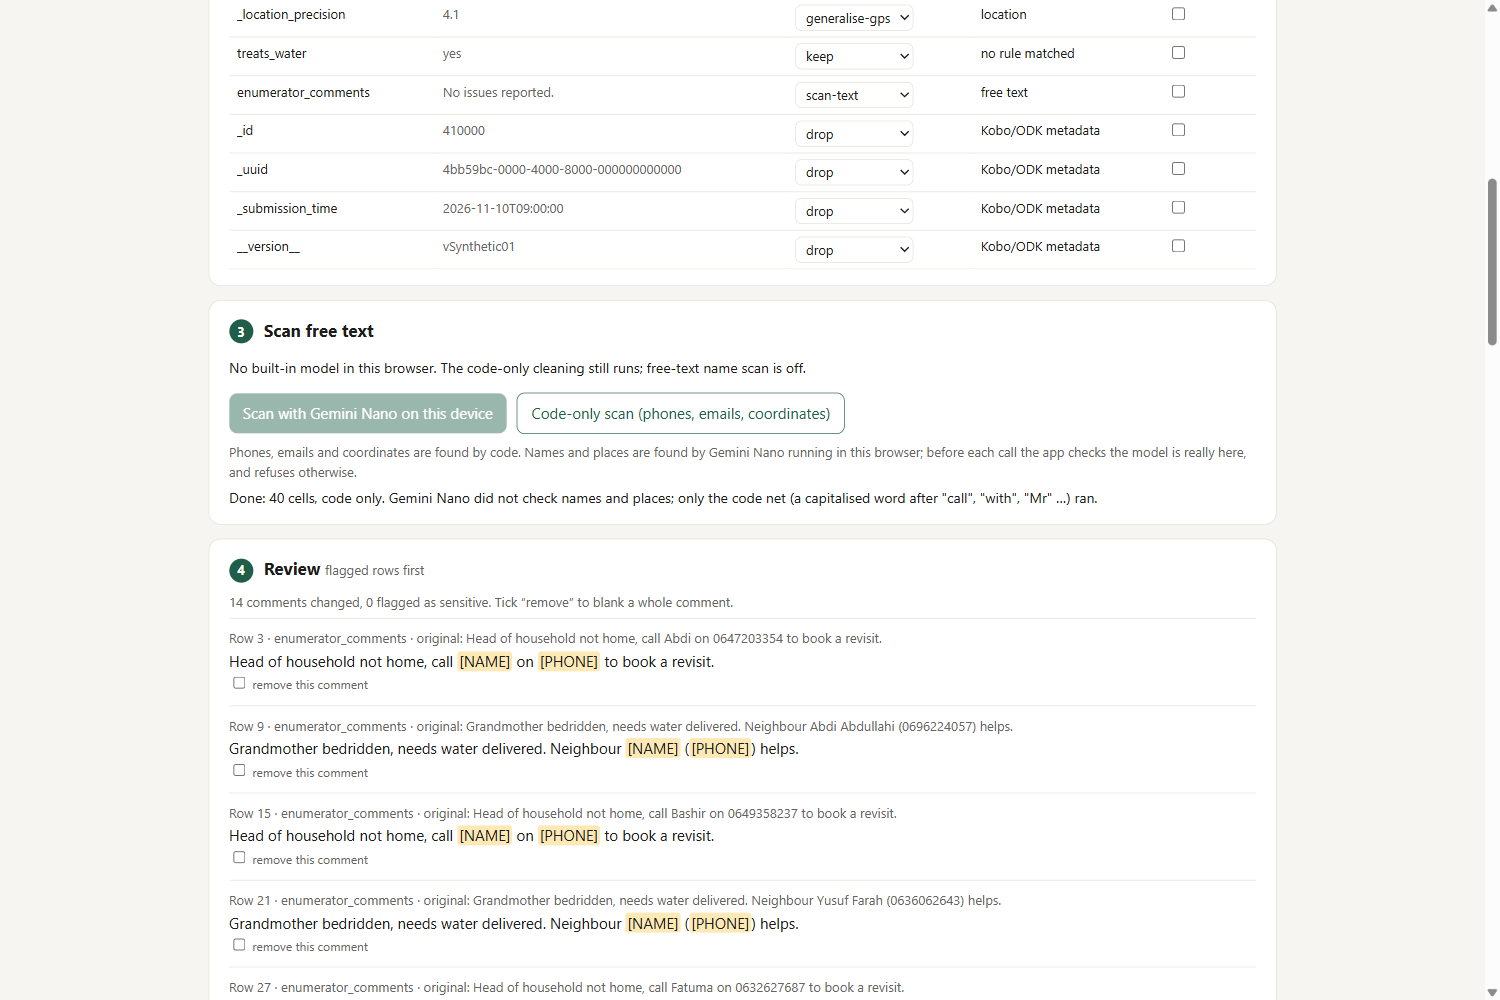 _location_precision 4.1 generalise-gps location
treats_water yes keep no rule matched
enumerator_comments No issues reported. scan-text free text
_id 410000 drop Kobo/ODK metadata
_uuid 4bb59bc-0000-4000-8000-000000000000 drop Kobo/ODK metadata
_submission_time 2026-11-10T09:00:00 drop Kobo/ODK metadata
__version__ vSynthetic01 drop Kobo/ODK metadata
3 Scan free text
No built-in model in this browser. The code-only cleaning still runs; free-text name scan is off.
Scan with Gemini Nano on this device Code-only scan (phones, emails, coordinates)
Phones, emails and coordinates are found by code. Names and places are found by Gemini Nano running in this browser; before each call the app checks the model is really here,
and refuses otherwise.
Done: 40 cells, code only. Gemini Nano did not check names and places; only the code net (a capitalised word after "call", "with", "Mr" ...) ran.
4 Review flagged rows first
14 comments changed, 0 flagged as sensitive. Tick “remove” to blank a whole comment.
Row 3 · enumerator_comments · original: Head of household not home, call Abdi on 0647203354 to book a revisit.
Head of household not home, call [NAME] on [PHONE] to book a revisit.
remove this comment
Row 9 · enumerator_comments · original: Grandmother bedridden, needs water delivered. Neighbour Abdi Abdullahi (0696224057) helps.
Grandmother bedridden, needs water delivered. Neighbour [NAME] ([PHONE]) helps.
remove this comment
Row 15 · enumerator_comments · original: Head of household not home, call Bashir on 0649358237 to book a revisit.
Head of household not home, call [NAME] on [PHONE] to book a revisit.
remove this comment
Row 21 · enumerator_comments · original: Grandmother bedridden, needs water delivered. Neighbour Yusuf Farah (0636062643) helps.
Grandmother bedridden, needs water delivered. Neighbour [NAME] ([PHONE]) helps.
remove this comment
Row 27 · enumerator_comments · original: Head of household not home, call Fatuma on 0632627687 to book a revisit.